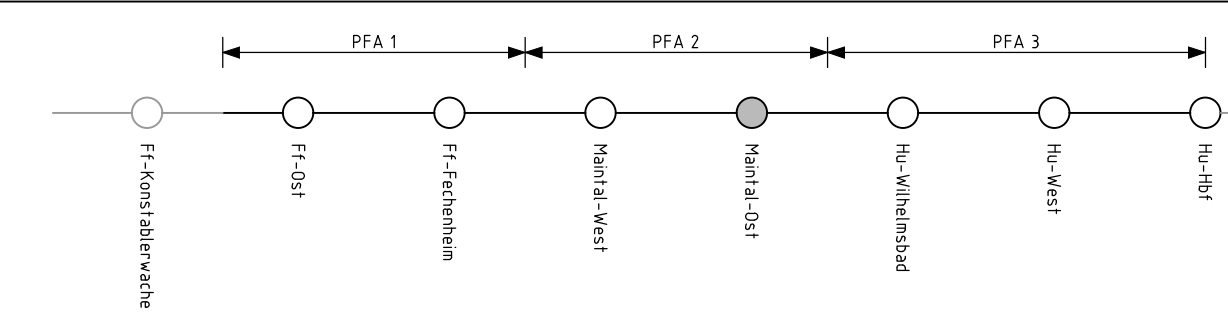 PFA 1
PFA 2
PFA 3
Ff-Konstablerwache
Ff-Ost
Ff-Fechenheim
Maintal-West
Maintal-Ost
Hu-Wilhelmsbad
Hu-West
Hu-Hbf